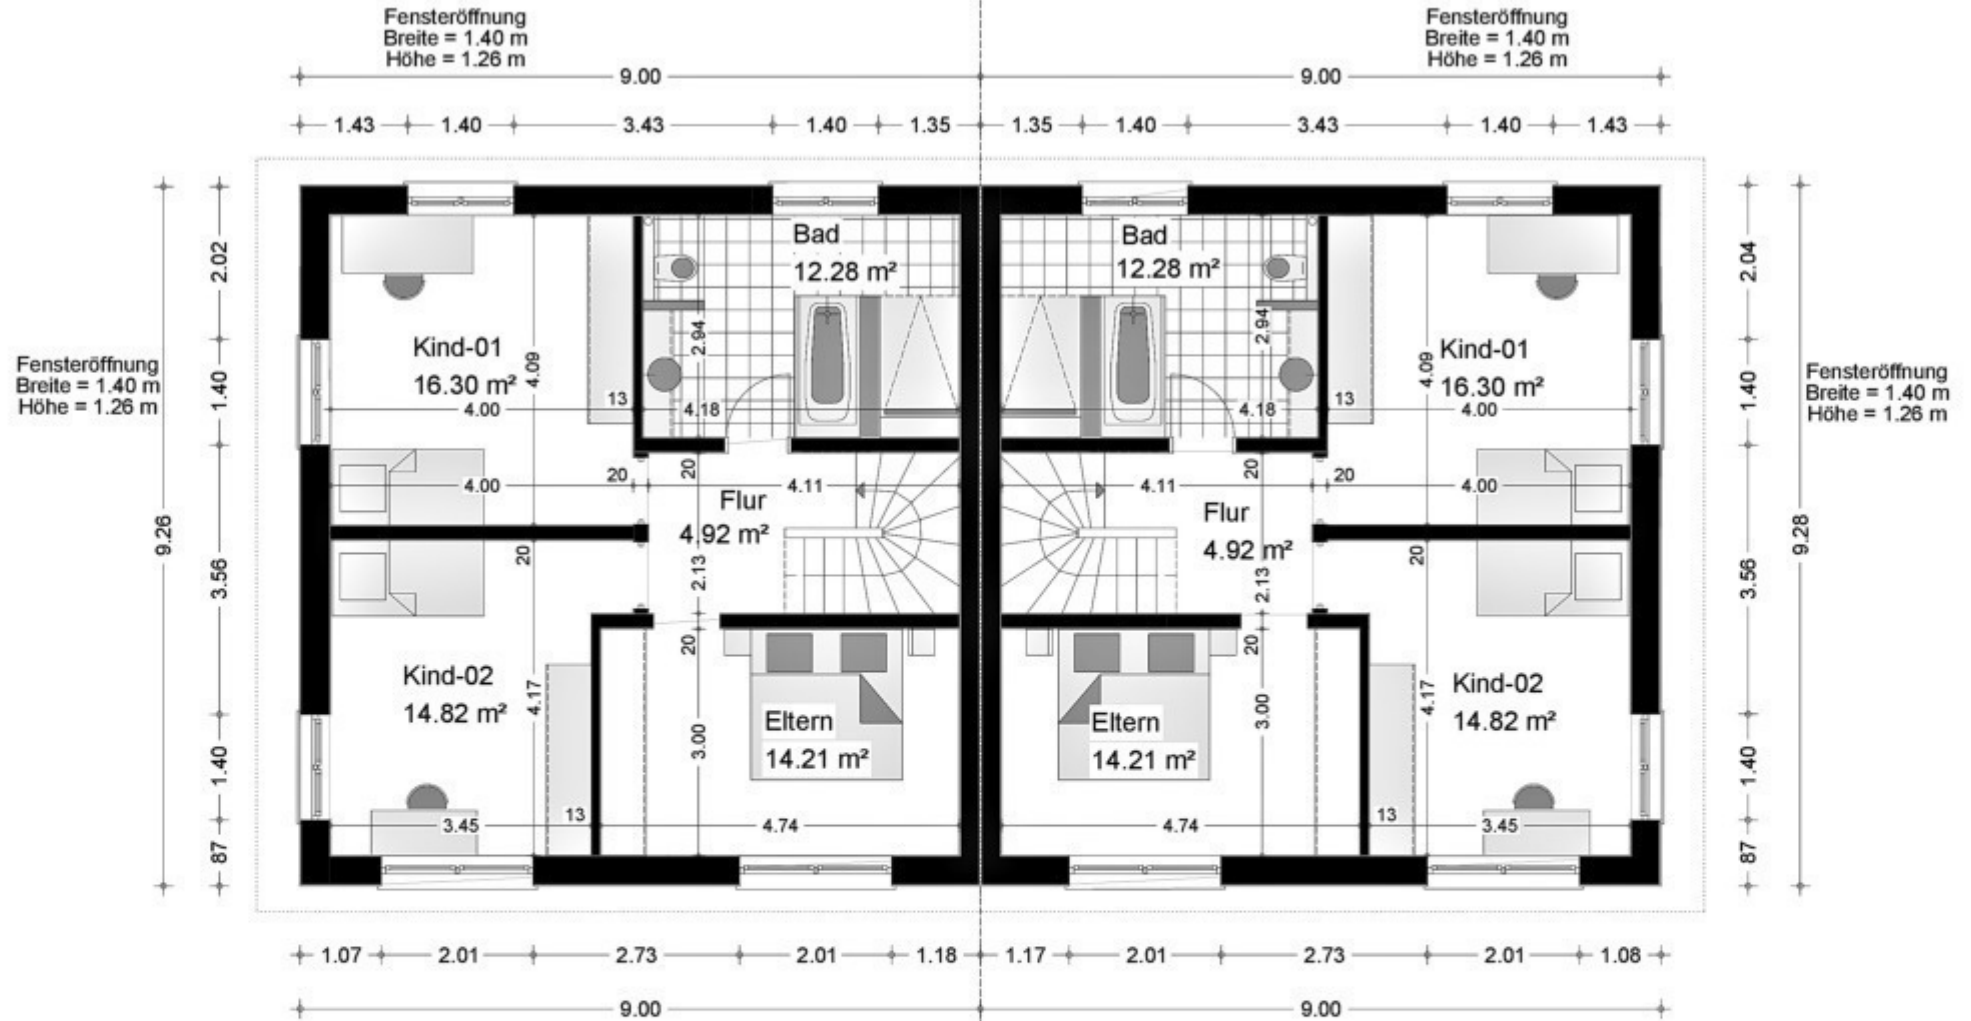 Fensteröffnung
Breite = 1.40 m
Höhe = 1.26 m
Fensteröffnung
Breite = 1.40 m
Höhe = 1.26 m
9.00
9.00
1.43
1.40
3.43
1.40
1.35
1.35
1.40
3.43
1.40
1.43
Fensteröffnung
Breite = 1.40 m
Höhe = 1.26 m
9.26
2.02
1.40
3.56
1.40
87
Kind-01
16.30 m²
4.09
4.00
13
Bad
12.28 m²
2.94
4.18
4.00
20
20
4.11
Flur
4.92 m²
2.13
20
Kind-02
14.82 m²
4.17
3.45
13
20
Eltern
14.21 m²
3.00
4.74
Bad
12.28 m²
2.94
4.18
13
Kind-01
16.30 m²
4.09
4.00
4.11
20
20
4.00
Flur
4.92 m²
2.13
20
20
Eltern
14.21 m²
3.00
4.74
Kind-02
14.82 m²
4.17
13
3.45
2.04
1.40
3.56
1.40
87
9.28
Fensteröffnung
Breite = 1.40 m
Höhe = 1.26 m
1.07
2.01
2.73
2.01
1.18
1.17
2.01
2.73
2.01
1.08
9.00
9.00